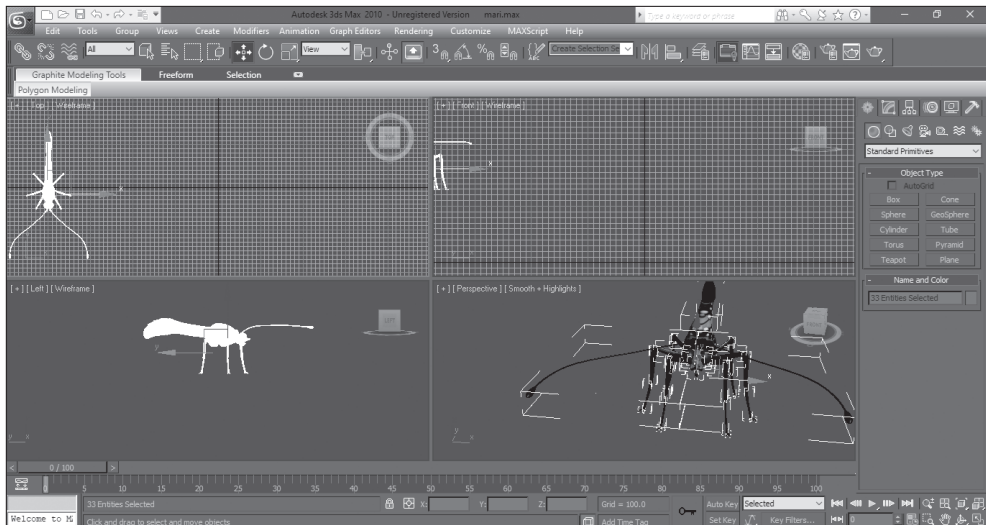 Autodesk 3ds Max 2010 - Unregistered Version mari.max
Type a keyword or phrase
Edit Tools Group Views Create Modifiers Animation Graph Editors Rendering Customize MAXScript Help
All View 3 Create Selection Se
Graphite Modeling Tools Freeform Selection
Polygon Modeling
[ + ] [ Top ] [ Wireframe ]
[ + ] [ Front ] [ Wireframe ]
x
x
Standard Primitives
- Object Type
AutoGrid
Box Cone
Sphere GeoSphere
Cylinder Tube
Torus Pyramid
Teapot Plane
- Name and Color
33 Entities Selected
[ + ] [ Left ] [ Wireframe ]
[ + ] [ Perspective ] [ Smooth + Highlights ]
y
x
y x
y
x
< 0 / 100 >
0 5 10 15 20 25 30 35 40 45 50 55 60 65 70 75 80 85 90 95 100
33 Entities Selected X: Y: Z: Grid = 100.0 Auto Key Selected
Welcome to M Click and drag to select and move objects Add Time Tag Set Key Key Filters... 0